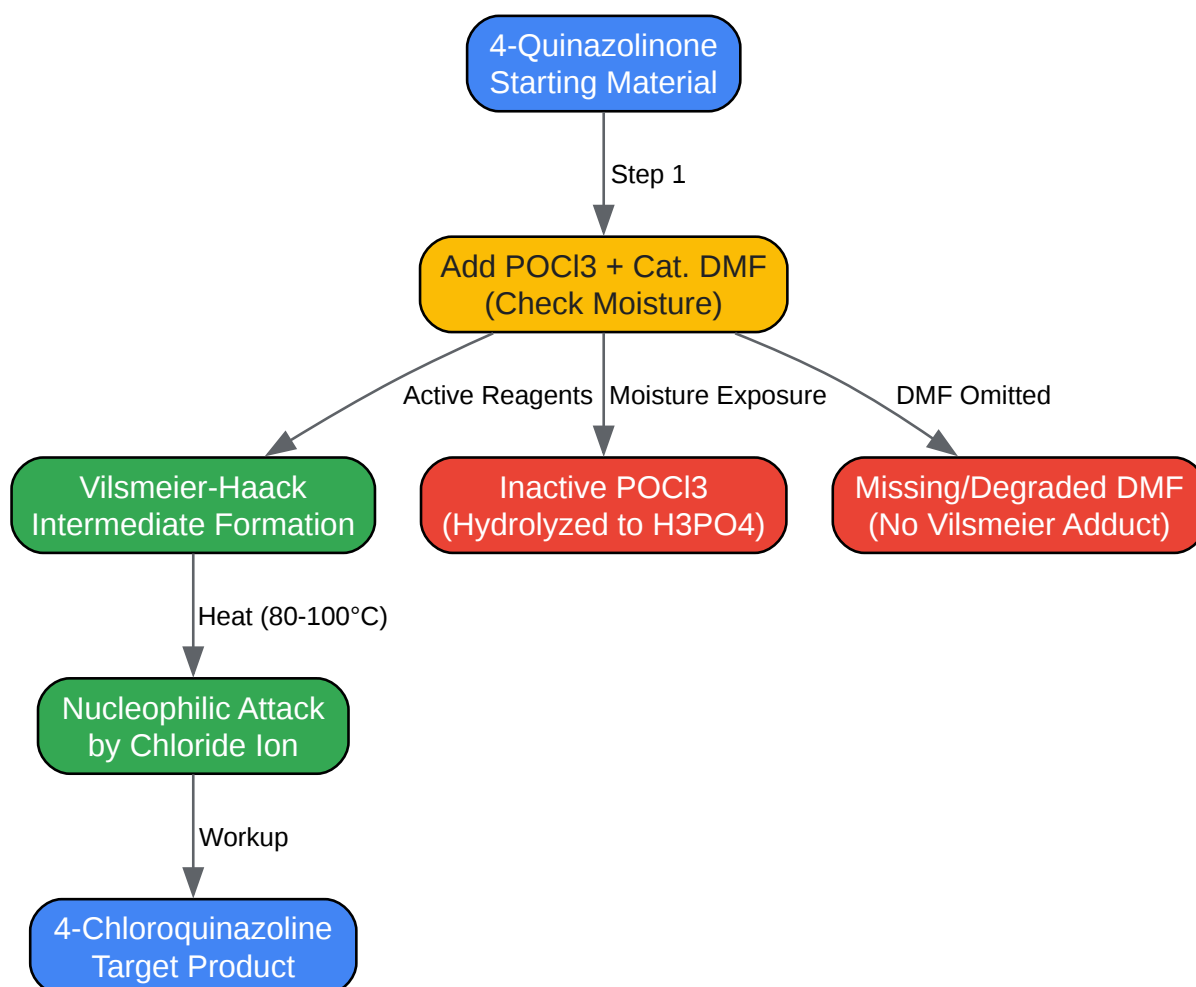 4-Quinazolinone
Starting Material
Step 1
Add POCl3 + Cat. DMF
(Check Moisture)
Active Reagents
Moisture Exposure
DMF Omitted
Vilsmeier-Haack
Intermediate Formation
Inactive POCl3
(Hydrolyzed to H3PO4)
Missing/Degraded DMF
(No Vilsmeier Adduct)
Heat (80-100°C)
Nucleophilic Attack
by Chloride Ion
Workup
4-Chloroquinazoline
Target Product